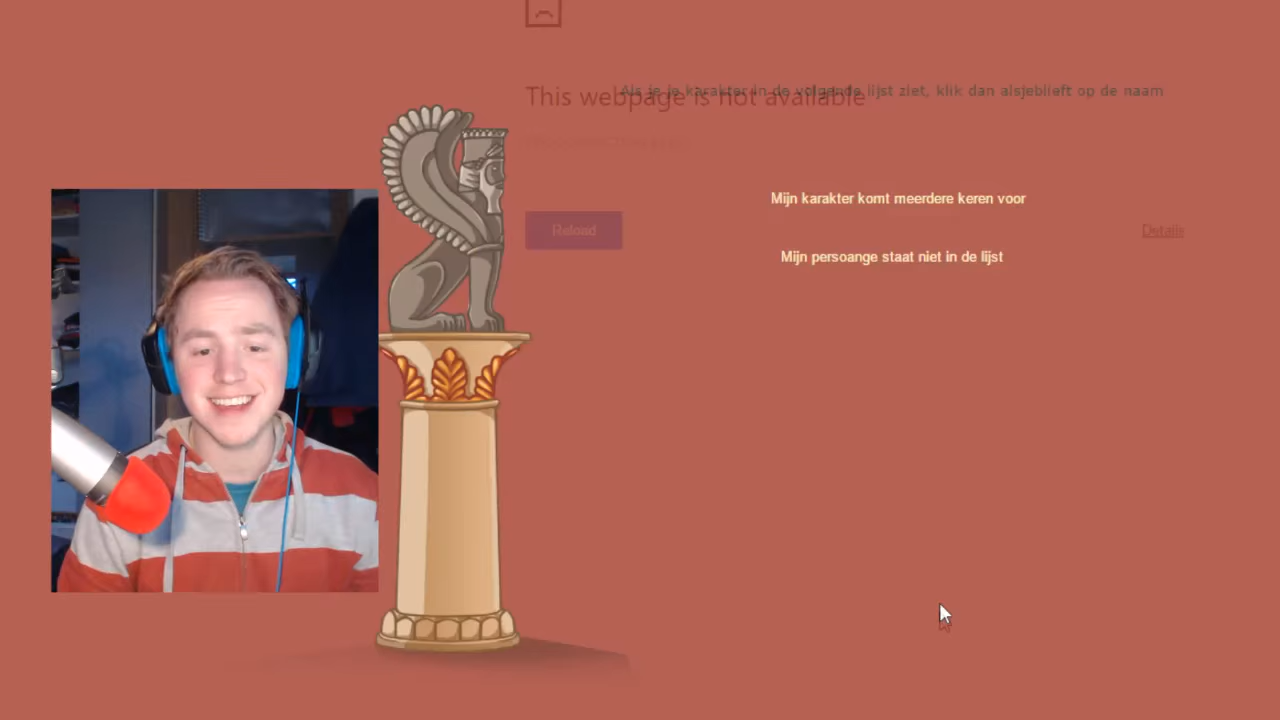 Als je je karakter in de volgende lijst ziet, klik dan alsjeblieft op de naam
This webpage is not available
Mijn karakter komt meerdere keren voor
Reload
Details
Mijn persoange staat niet in de lijst